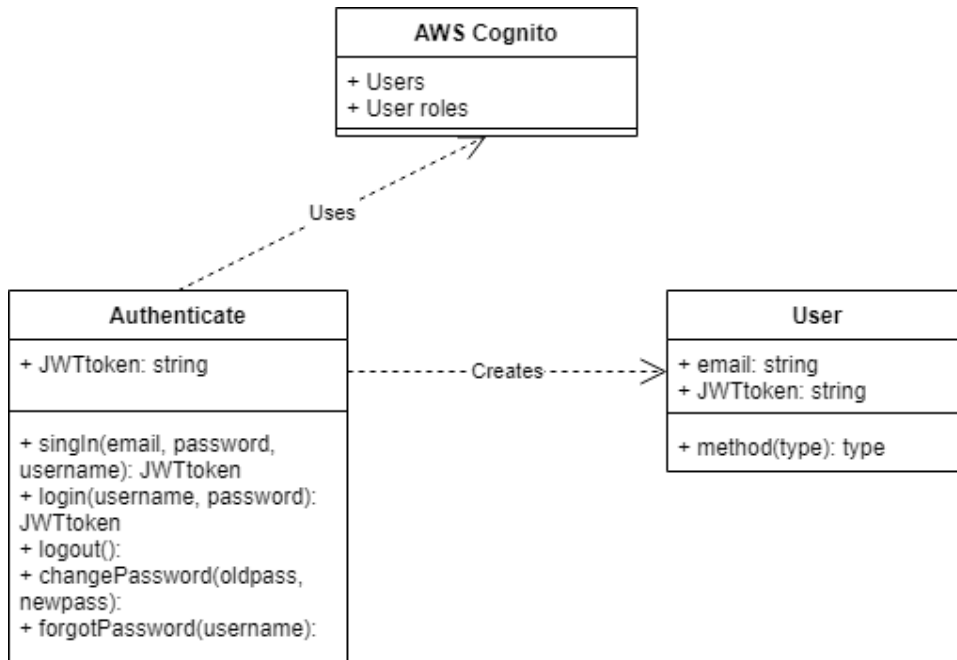 AWS Cognito
+ Users
+ User roles
Uses
Authenticate
+ JWTtoken: string
+ singIn(email, password,
username): JWTtoken
+ login(username, password):
JWTtoken
+ logout():
+ changePassword(oldpass,
newpass):
+ forgotPassword(username):
Creates
User
+ email: string
+ JWTtoken: string
+ method(type): type